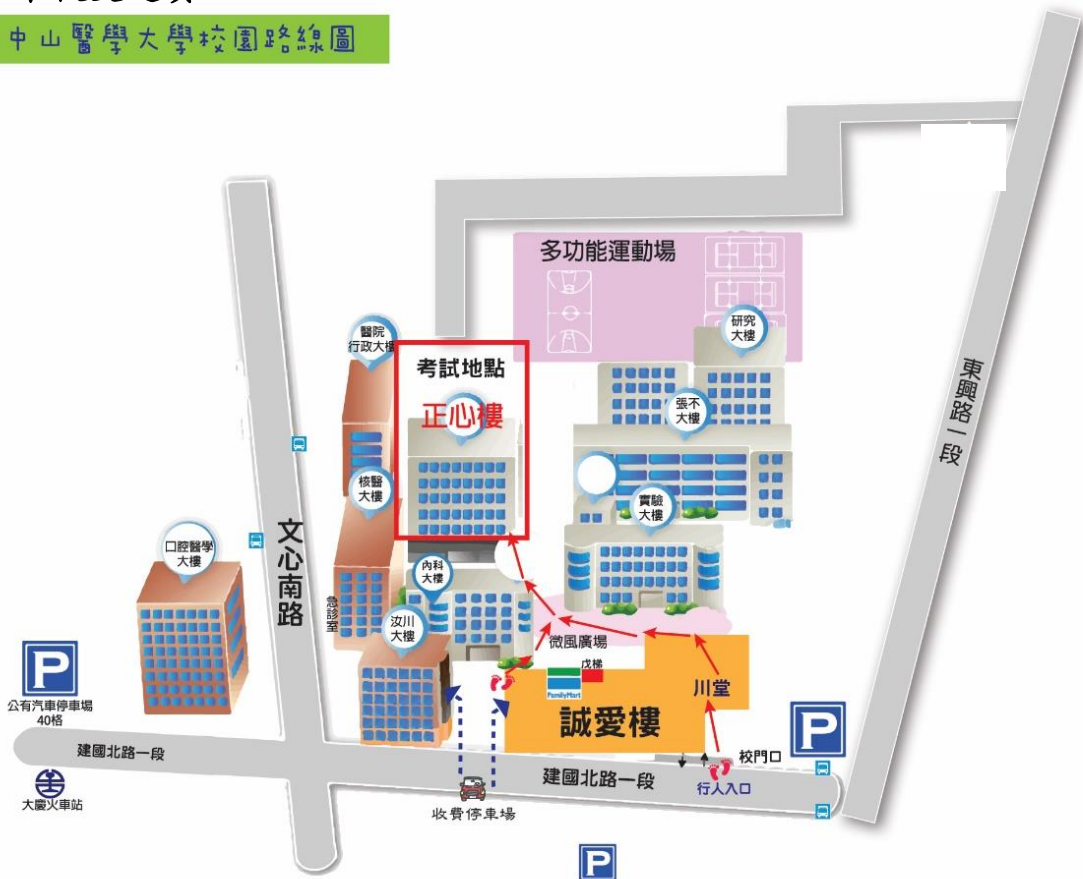 中山醫學大學校園路線圖
多功能運動場
研究
大樓
醫院
行政大樓
考試地點
正心樓
張不
大樓
東興路一段
核醫
大樓
實驗
大樓
口腔醫學
大樓
文心南路
內科
大樓
急診室
汝川
大樓
微風廣場
戊梯
FamilyMart
川堂
P
公有汽車停車場
40格
誠愛樓
P
建國北路一段
校門口
建國北路一段
行人入口
大慶火車站
收費停車場
P